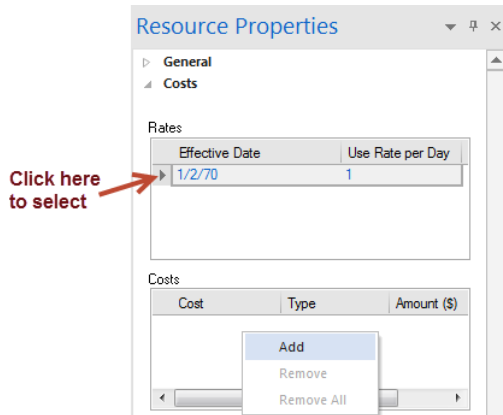 Resource Properties
General
Costs
Rates
Effective Date Use Rate per Day
1/2/70 1
Click here
to select
Costs
Cost Type Amount ($)
Add
Remove
Remove All